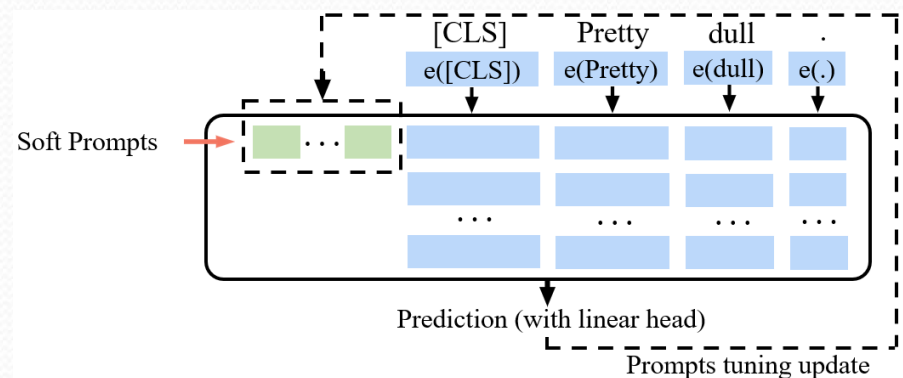 [CLS] Pretty dull .
e([CLS]) e(Pretty) e(dull) e(.)
Soft Prompts
...
... ... ... ...
Prediction (with linear head)
Prompts tuning update